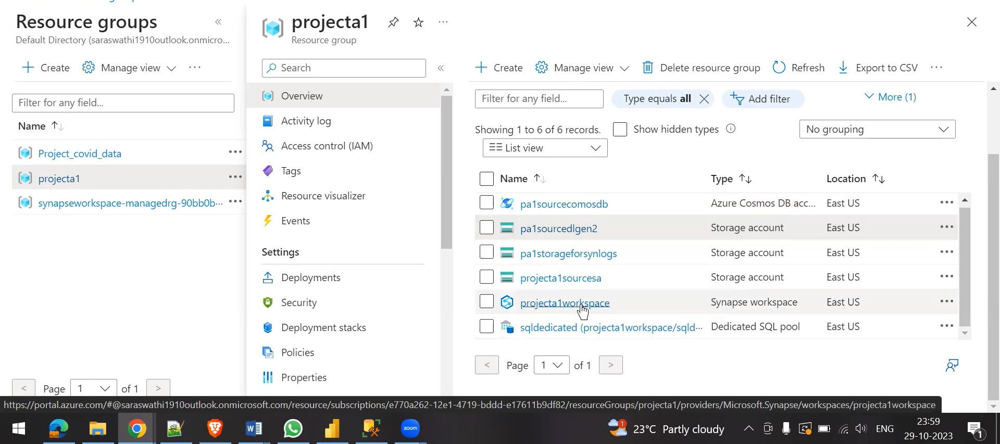 Resource groups
Default Directory (saraswathi1910outlook.onmicro...
Create
Manage view
Filter for any field...
Name
Project_covid_data
projecta1
synapseworkspace-managedrg-90bb0b...
< Page 1 of 1 >
projecta1
Resource group
Search
Overview
Activity log
Access control (IAM)
Tags
Resource visualizer
Events
Settings
Deployments
Security
Deployment stacks
Policies
Properties
Create
Manage view
Delete resource group
Refresh
Export to CSV
Filter for any field...
Type equals all
Add filter
More (1)
Showing 1 to 6 of 6 records.
Show hidden types
No grouping
List view
Name Type Location
pa1sourcecomosdb Azure Cosmos DB acc... East US
pa1sourcedlgen2 Storage account East US
pa1storageforsynlogs Storage account East US
projecta1sourcesa Storage account East US
projecta1workspace Synapse workspace East US
sqldedicated (projecta1workspace/sqld... Dedicated SQL pool East US
< Page 1 of 1 >
https://portal.azure.com/#@saraswathi1910outlook.onmicrosoft.com/resource/subscriptions/e770a262-12e1-4719-bddd-e17611b9df82/resourceGroups/projecta1/providers/Microsoft.Synapse/workspaces/projecta1workspace
zoom
1
23°C Partly cloudy
ENG
23:59
29-10-2023
1